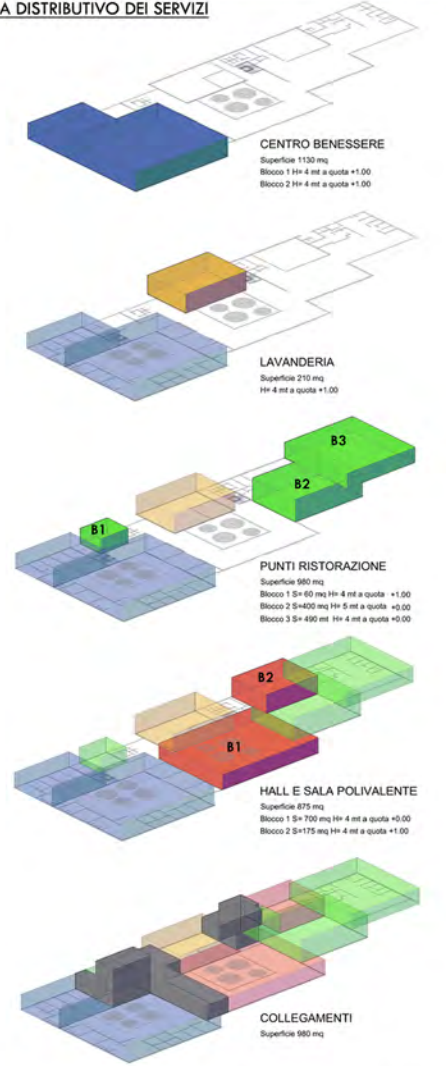 A DISTRIBUTIVO DEI SERVIZI
CENTRO BENESSERE
Superficie 1130 mq
Blocco 1 H= 4 mt a quota +1.00
Blocco 2 H= 4 mt a quota +1.00
LAVANDERIA
Superficie 210 mq
H= 4 mt a quota +1.00
B3
B2
B1
PUNTI RISTORAZIONE
Superficie 980 mq
Blocco 1 S= 60 mq H= 4 mt a quota +1.00
Blocco 2 S=400 mq H= 5 mt a quota +0.00
Blocco 3 S= 490 mt H= 4 mt a quota +0.00
B2
B1
HALL E SALA POLIVALENTE
Superficie 875 mq
Blocco 1 S= 700 mq H= 4 mt a quota +0.00
Blocco 2 S=175 mq H= 4 mt a quota +1.00
COLLEGAMENTI
Superficie 980 mq